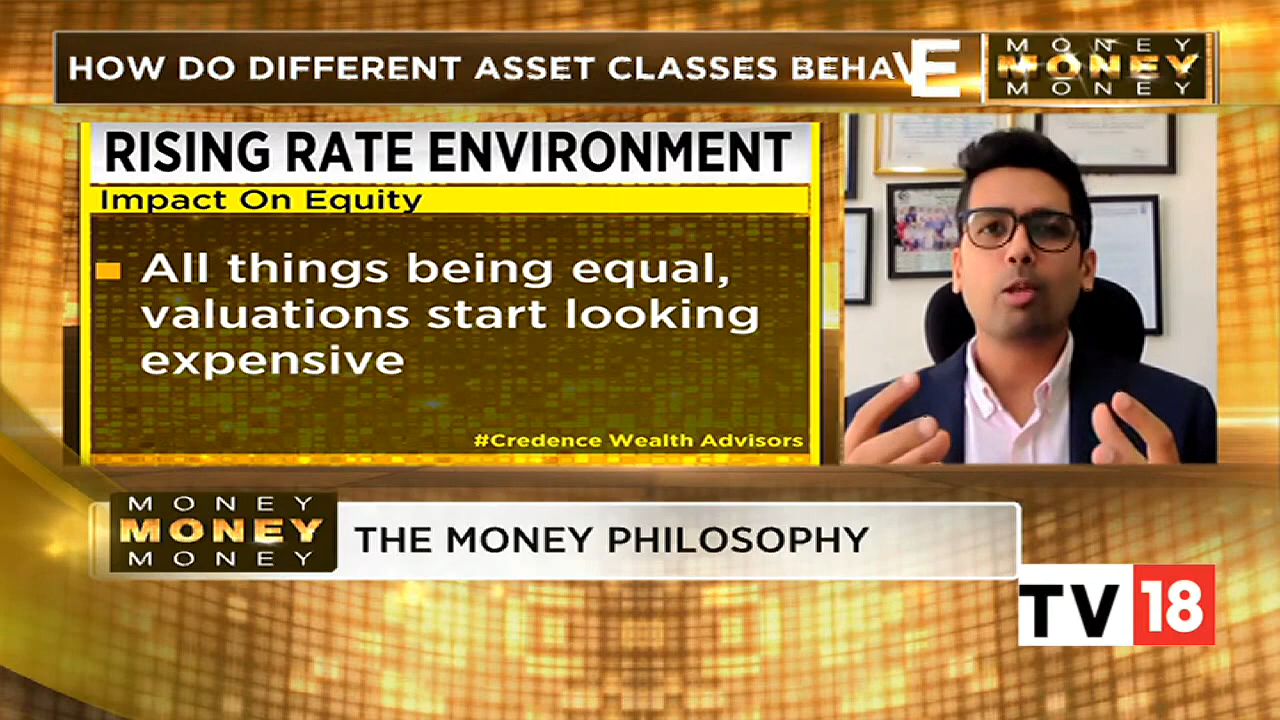 HOW DO DIFFERENT ASSET CLASSES BEHAVE
MONEY
MONEY
MONEY
RISING RATE ENVIRONMENT
Impact On Equity
All things being equal,
valuations start looking
expensive
#Credence Wealth Advisors
MONEY
MONEY
MONEY
THE MONEY PHILOSOPHY
TV18